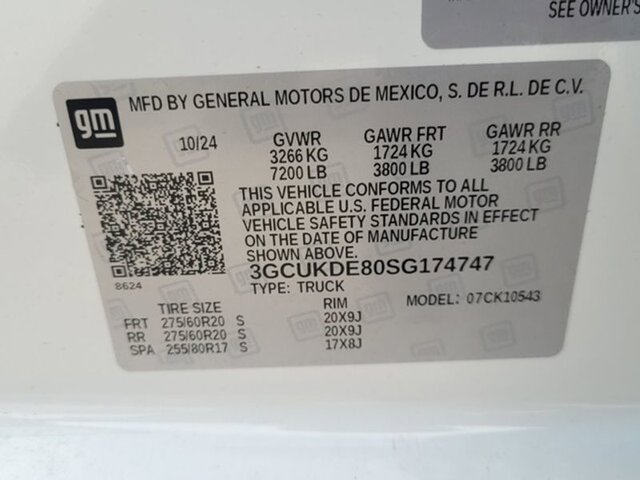 SEE OWNER'S
gm
MFD BY GENERAL MOTORS DE MEXICO, S. DE R.L. DE C.V.
10/24 GVWR GAWR FRT GAWR RR
3266 KG 1724 KG 1724 KG
7200 LB 3800 LB 3800 LB
THIS VEHICLE CONFORMS TO ALL
APPLICABLE U.S. FEDERAL MOTOR
VEHICLE SAFETY STANDARDS IN EFFECT
ON THE DATE OF MANUFACTURE
SHOWN ABOVE.
8624
3GCUKDE80SG174747
TYPE: TRUCK MODEL: 07CK10543
TIRE SIZE RIM
FRT 275/60R20 S 20X9J
RR 275/60R20 S 20X9J
SPA 255/80R17 S 17X8J